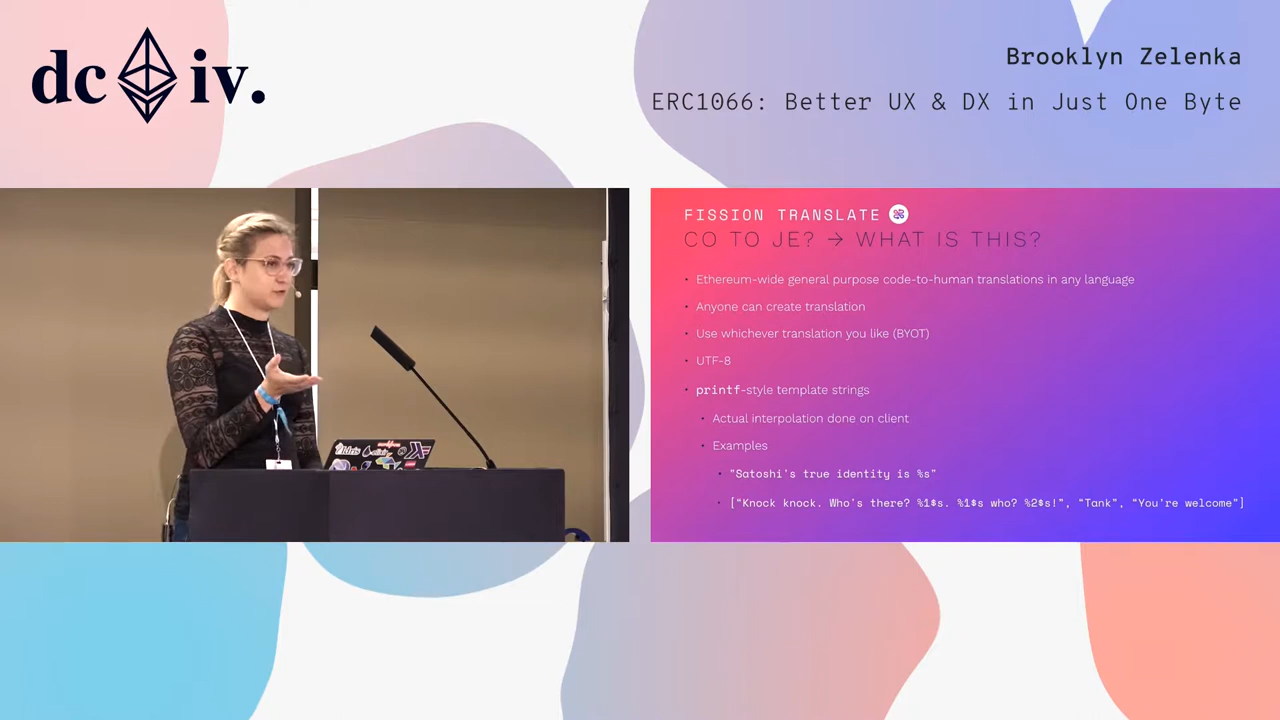 dc iv.
Brooklyn Zelenka
ERC1066: Better UX & DX in Just One Byte
FISSION TRANSLATE
CO TO JE? → WHAT IS THIS?
• Ethereum-wide general purpose code-to-human translations in any language
• Anyone can create translation
• Use whichever translation you like (BYOT)
• UTF-8
• printf-style template strings
• Actual interpolation done on client
• Examples
• "Satoshi's true identity is %s"
• ["Knock knock. Who's there? %1$s. %1$s who? %2$s!", "Tank", "You're welcome"]